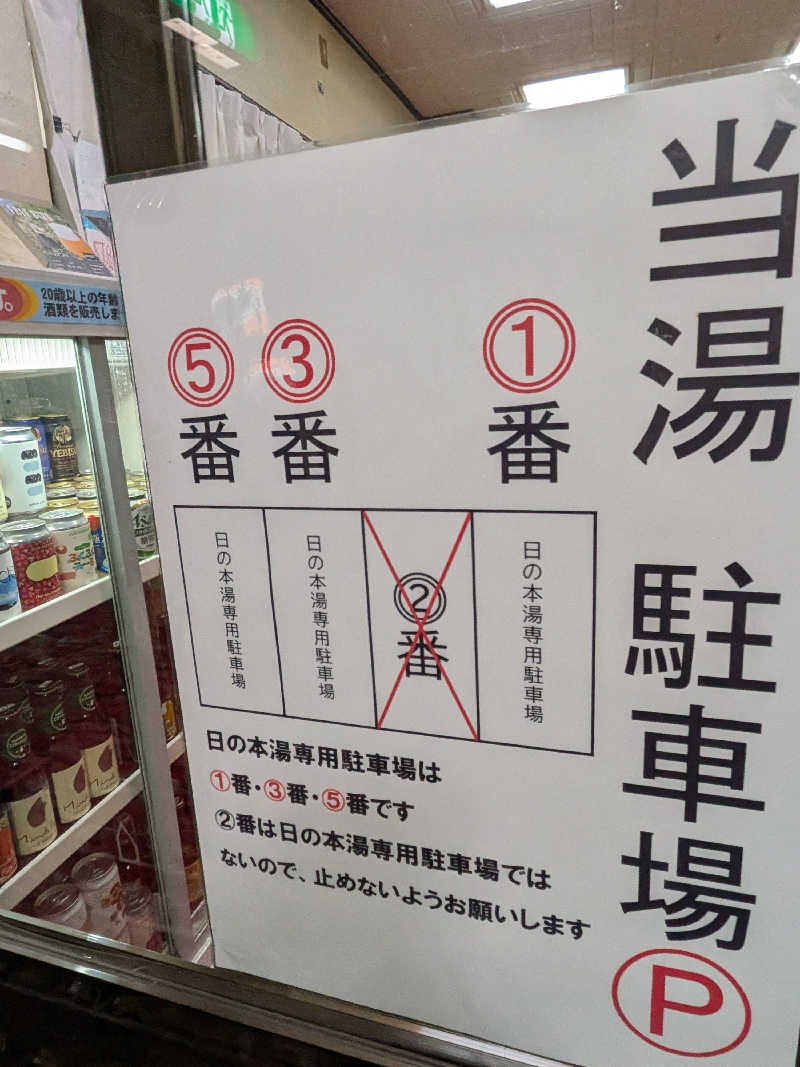 当湯 駐車場
Ⓟ
①番
③番
⑤番
日の本湯専用駐車場
②番
日の本湯専用駐車場
日の本湯専用駐車場
日の本湯専用駐車場は
①番・③番・⑤番です
②番は日の本湯専用駐車場では
ないので、止めないようお願いします
20歳以上の年齢
酒類を販売しま
YEBISU